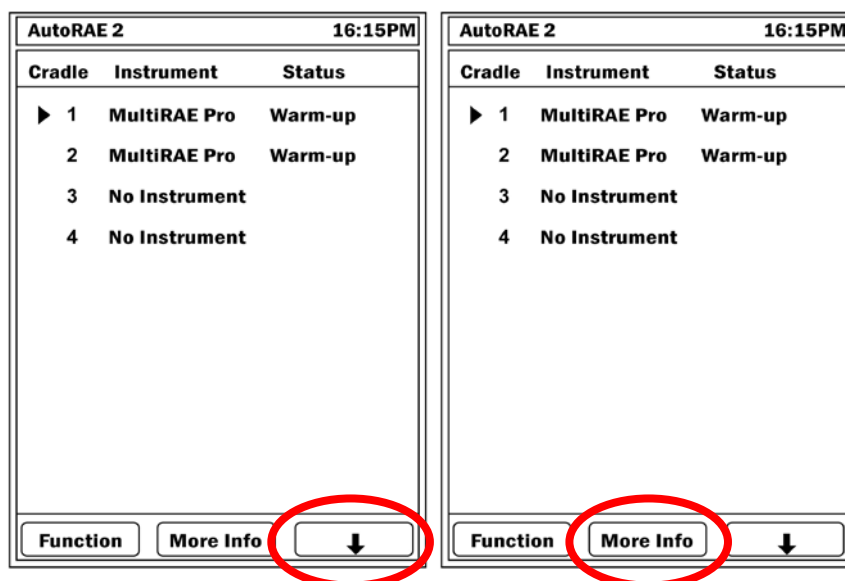 AutoRAE 2 16:15PM
Cradle Instrument Status
1 MultiRAE Pro Warm-up
2 MultiRAE Pro Warm-up
3 No Instrument
4 No Instrument
Function More Info
AutoRAE 2 16:15PM
Cradle Instrument Status
1 MultiRAE Pro Warm-up
2 MultiRAE Pro Warm-up
3 No Instrument
4 No Instrument
Function More Info